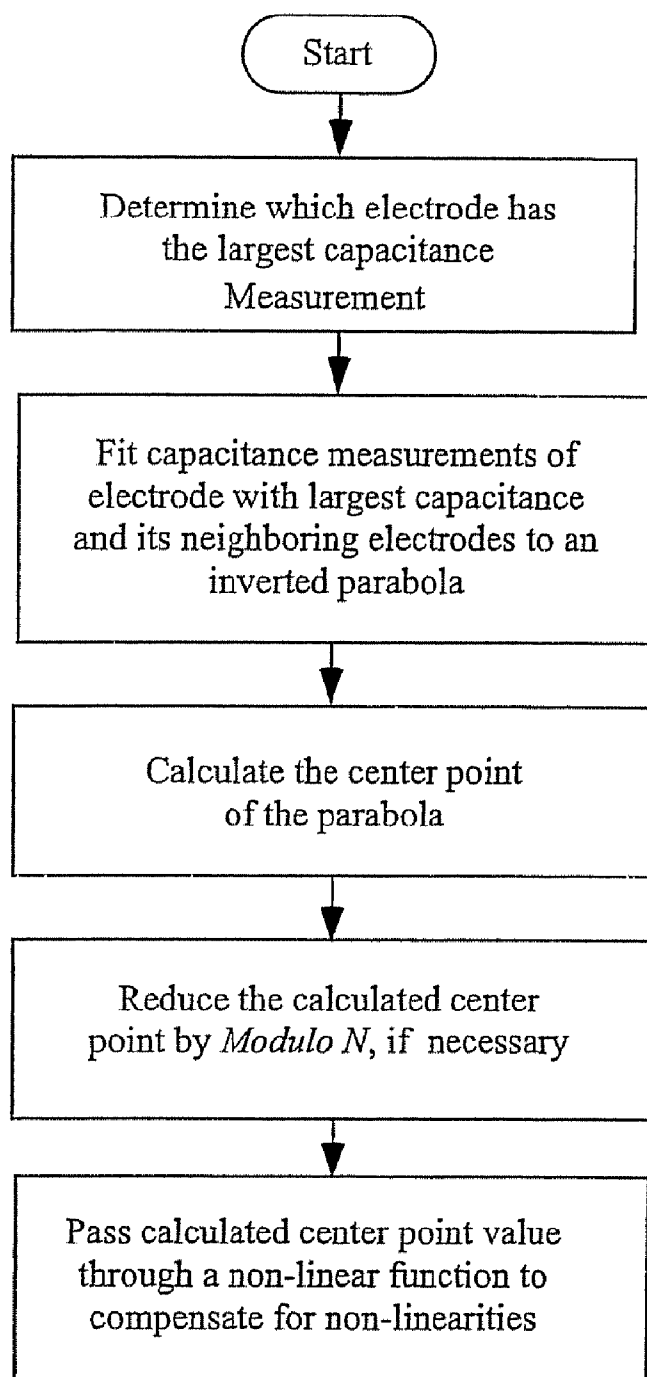 Start
Determine which electrode has
the largest capacitance
Measurement
Fit capacitance measurements of
electrode with largest capacitance
and its neighboring electrodes to an
inverted parabola
Calculate the center point
of the parabola
Reduce the calculated center
point by Modulo N, if necessary
Pass calculated center point value
through a non-linear function to
compensate for non-linearities